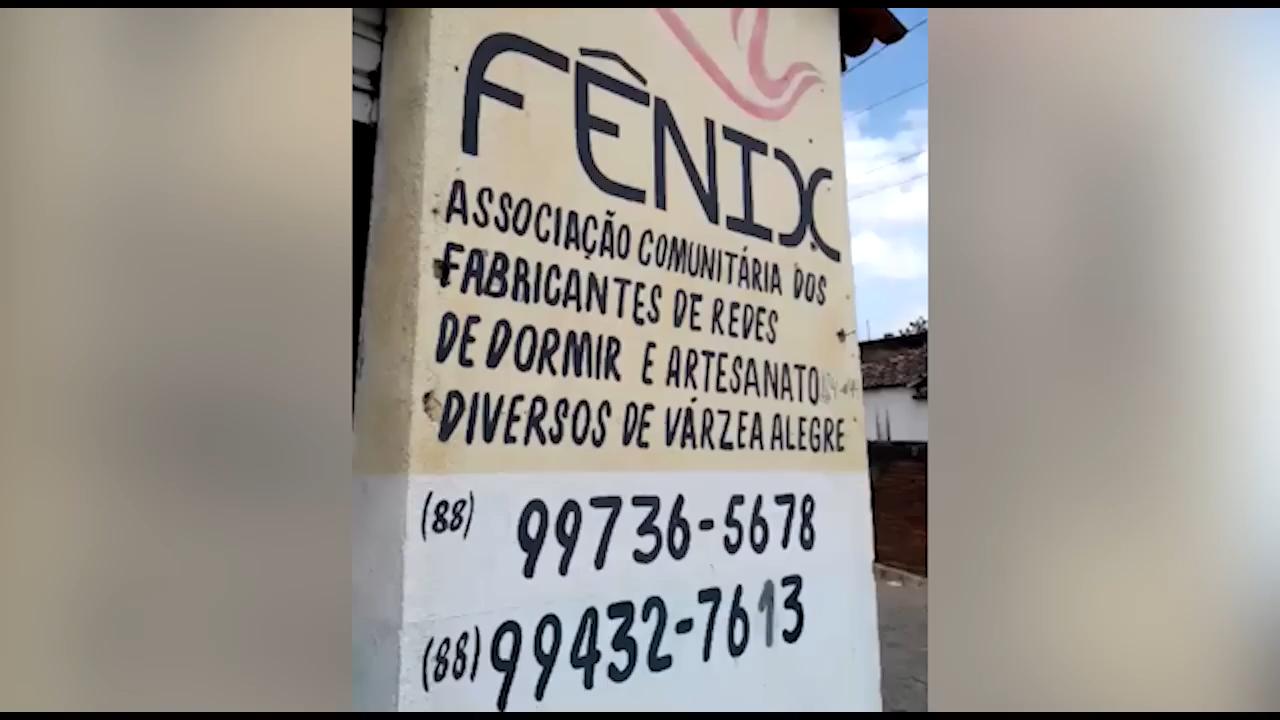 FÊNIX
ASSOCIAÇÃO COMUNITÁRIA DOS
FABRICANTES DE REDES
DE DORMIR E ARTESANATO
DIVERSOS DE VÁRZEA ALEGRE
(88) 99736-5678
(88) 99432-7613